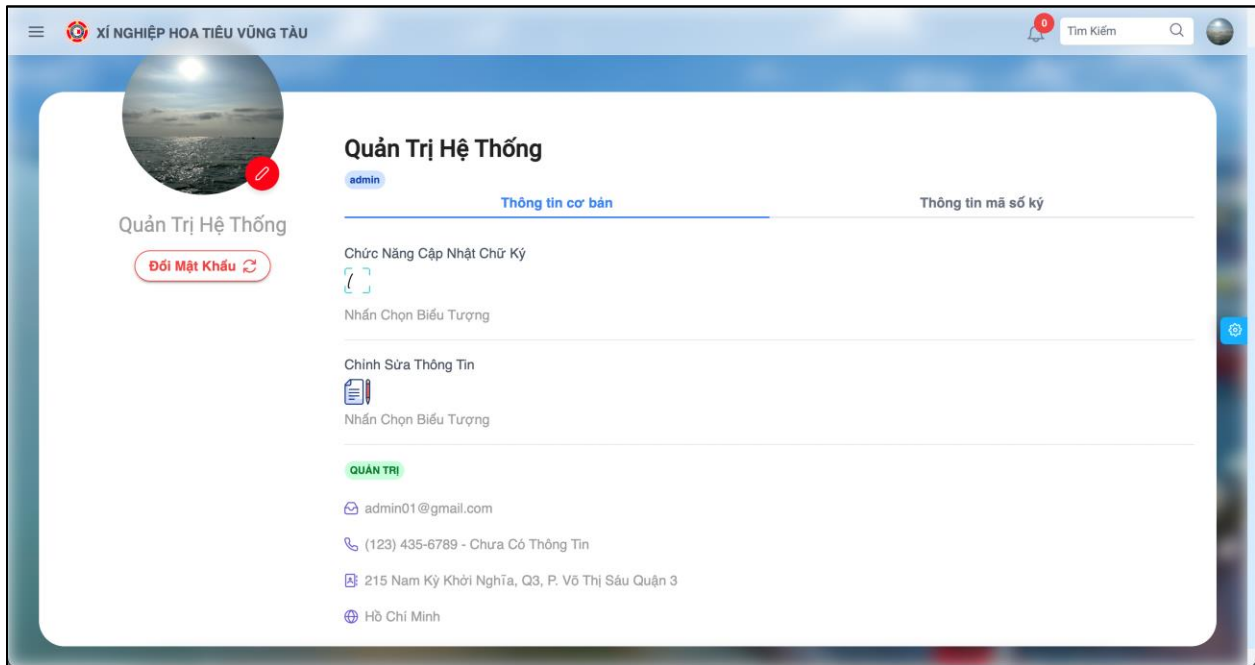 XÍ NGHIỆP HOA TIÊU VŨNG TÀU
0
Tìm Kiếm
Quản Trị Hệ Thống
Đổi Mật Khẩu
Quản Trị Hệ Thống
admin
Thông tin cơ bản
Thông tin mã số ký
Chức Năng Cập Nhật Chữ Ký
Nhấn Chọn Biểu Tượng
Chỉnh Sửa Thông Tin
Nhấn Chọn Biểu Tượng
QUẢN TRỊ
admin01@gmail.com
(123) 435-6789 - Chưa Có Thông Tin
215 Nam Kỳ Khởi Nghĩa, Q3, P. Võ Thị Sáu Quận 3
Hồ Chí Minh